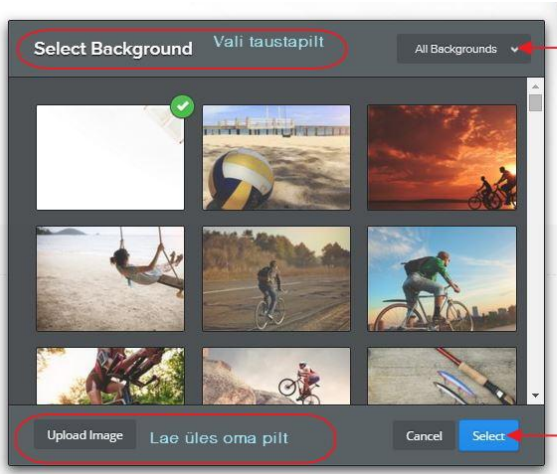 Select Background Vali taustapilt All Backgrounds
Upload Image Lae üles oma pilt Cancel Select